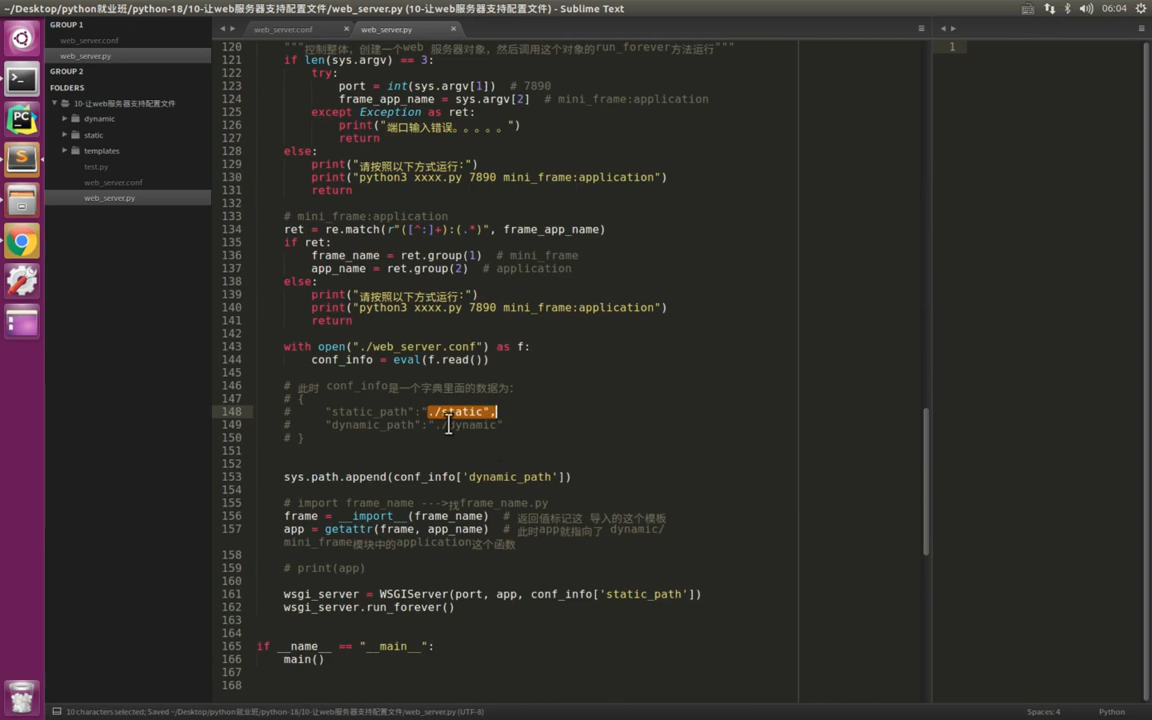 ~/Desktop/python就业班/python-18/10-让web服务器支持配置文件/web_server.py (10-让web服务器支持配置文件) - Sublime Text
06:04
GROUP 1
web_server.conf
web_server.py
GROUP 2
FOLDERS
10-让web服务器支持配置文件
dynamic
static
templates
test.py
web_server.conf
web_server.py
web_server.conf
web_server.py
120 """控制整体，创建一个web 服务器对象，然后调用这个对象的run_forever方法运行"""
121 if len(sys.argv) == 3:
122 try:
123 port = int(sys.argv[1]) # 7890
124 frame_app_name = sys.argv[2] # mini_frame:application
125 except Exception as ret:
126 print("端口输入错误。。。。。")
127 return
128 else:
129 print("请按照以下方式运行:")
130 print("python3 xxxx.py 7890 mini_frame:application")
131 return
132
133 # mini_frame:application
134 ret = re.match(r"([^:]+):(.*)", frame_app_name)
135 if ret:
136 frame_name = ret.group(1) # mini_frame
137 app_name = ret.group(2) # application
138 else:
139 print("请按照以下方式运行:")
140 print("python3 xxxx.py 7890 mini_frame:application")
141 return
142
143 with open("./web_server.conf") as f:
144 conf_info = eval(f.read())
145
146 # 此时 conf_info是一个字典里面的数据为:
147 # {
148 # "static_path":"./static",
149 # "dynamic_path":"./dynamic"
150 # }
151
152
153 sys.path.append(conf_info['dynamic_path'])
154
155 # import frame_name --->找frame_name.py
156 frame = __import__(frame_name) # 返回值标记这 导入的这个模板
157 app = getattr(frame, app_name) # 此时app就指向了 dynamic/
mini_frame模块中的application这个函数
158
159 # print(app)
160
161 wsgi_server = WSGIServer(port, app, conf_info['static_path'])
162 wsgi_server.run_forever()
163
164
165 if __name__ == "__main__":
166 main()
167
168
1
10 characters selected; Saved ~/Desktop/python就业班/python-18/10-让web服务器支持配置文件/web_server.py (UTF-8)
Spaces: 4
Python